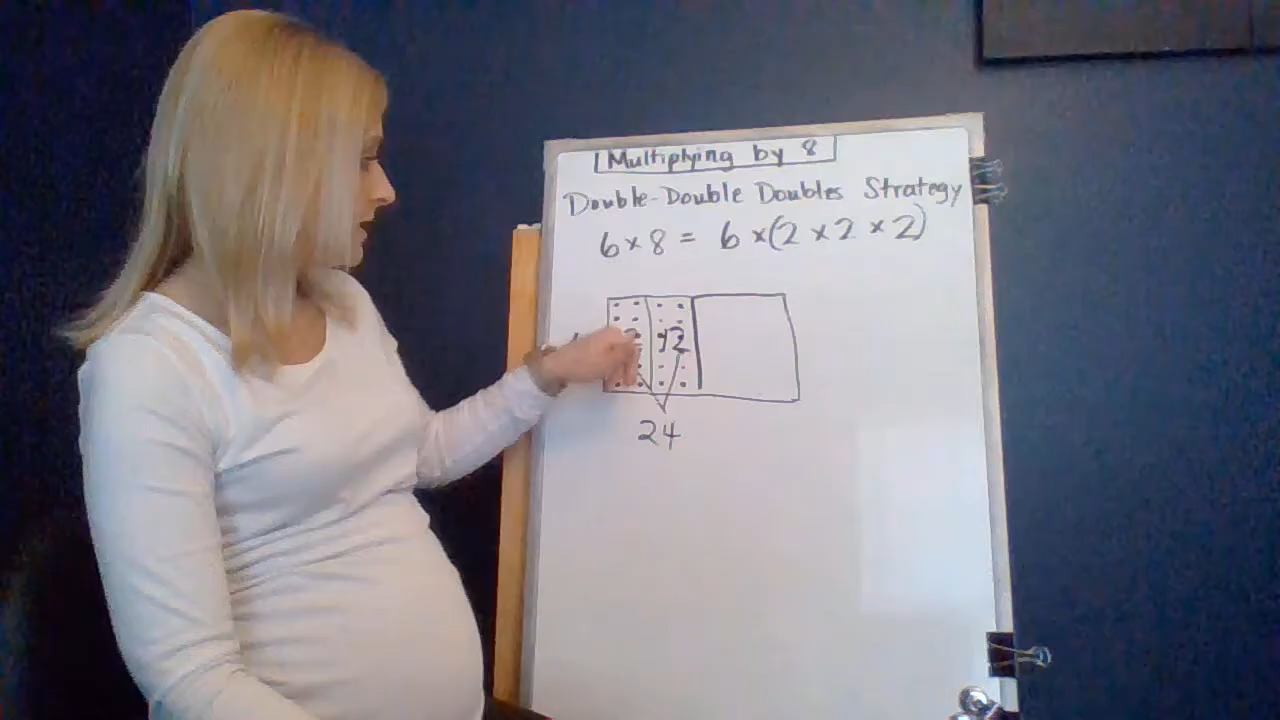 Multiplying by 8
Double-Double Doubles Strategy
6 x 8 = 6 x (2 x 2 x 2)
12
24